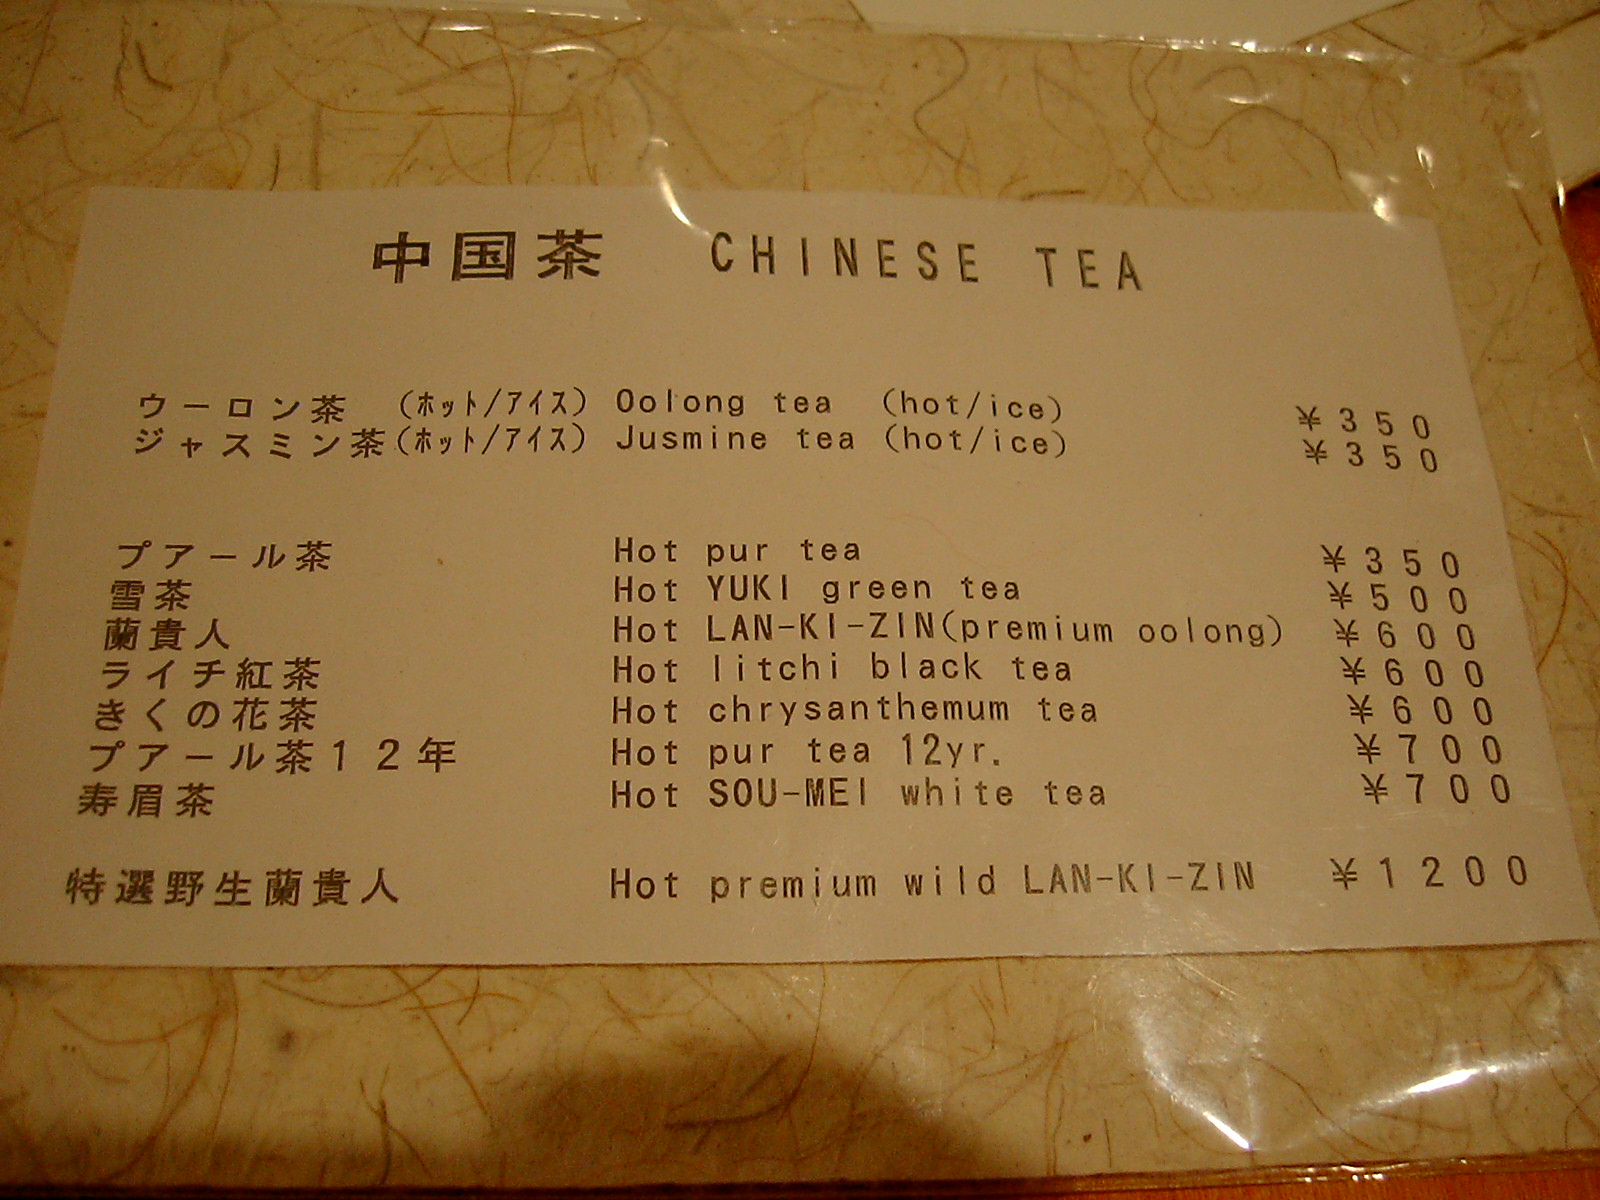 中国茶 CHINESE TEA
ウーロン茶 (ホット/アイス) Oolong tea (hot/ice) ¥350
ジャスミン茶(ホット/アイス) Jusmine tea (hot/ice) ¥350
プアール茶 Hot pur tea ¥350
雪茶 Hot YUKI green tea ¥500
蘭貴人 Hot LAN-KI-ZIN(premium oolong) ¥600
ライチ紅茶 Hot litchi black tea ¥600
きくの花茶 Hot chrysanthemum tea ¥600
プアール茶12年 Hot pur tea 12yr. ¥700
寿眉茶 Hot SOU-MEI white tea ¥700
特選野生蘭貴人 Hot premium wild LAN-KI-ZIN ¥1200